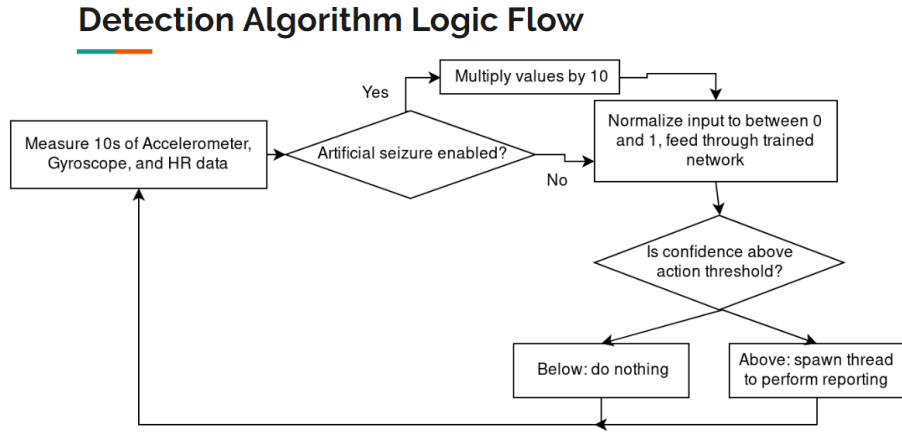 Detection Algorithm Logic Flow
Multiply values by 10
Yes
Measure 10s of Accelerometer,
Gyroscope, and HR data
Artificial seizure enabled?
No
Normalize input to between 0
and 1, feed through trained
network
Is confidence above
action threshold?
Below: do nothing
Above: spawn thread
to perform reporting